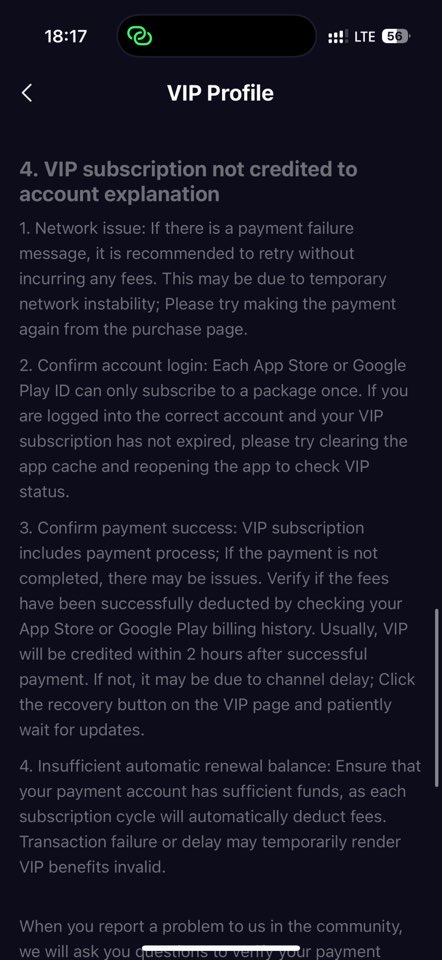 18:17
LTE
56
VIP Profile
4. VIP subscription not credited to
account explanation
1. Network issue: If there is a payment failure
message, it is recommended to retry without
incurring any fees. This may be due to temporary
network instability; Please try making the payment
again from the purchase page.
2. Confirm account login: Each App Store or Google
Play ID can only subscribe to a package once. If you
are logged into the correct account and your VIP
subscription has not expired, please try clearing the
app cache and reopening the app to check VIP
status.
3. Confirm payment success: VIP subscription
includes payment process; If the payment is not
completed, there may be issues. Verify if the fees
have been successfully deducted by checking your
App Store or Google Play billing history. Usually, VIP
will be credited within 2 hours after successful
payment. If not, it may be due to channel delay; Click
the recovery button on the VIP page and patiently
wait for updates.
4. Insufficient automatic renewal balance: Ensure that
your payment account has sufficient funds, as each
subscription cycle will automatically deduct fees.
Transaction failure or delay may temporarily render
VIP benefits invalid.
When you report a problem to us in the community,
we will ask you questions to verify your payment